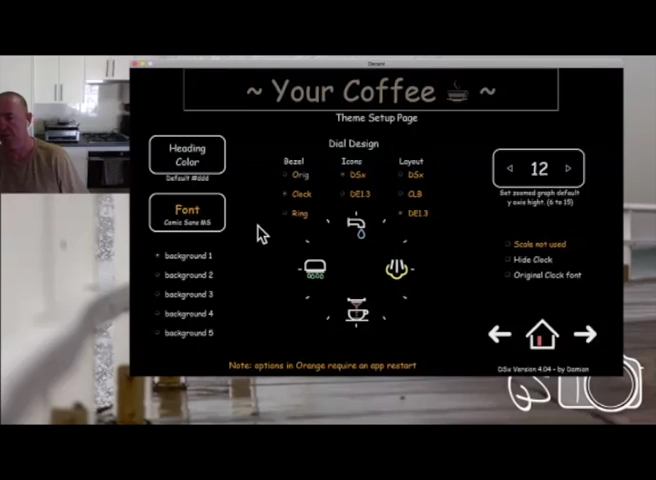 Decent
~ Your Coffee ~
Theme Setup Page
Heading
Color
Default #ddd
Font
Comic Sans MS
background 1
background 2
background 3
background 4
background 5
Dial Design
Bezel Icons Layout
Orig DSx DSx
Clock DE1.3 CLB
Ring DE1.3
12
Set zoomed graph default
y axis hight. (6 to 15)
Scale not used
Hide Clock
Original Clock font
Note: options in Orange require an app restart
DSx Version 4.04 - by Damian